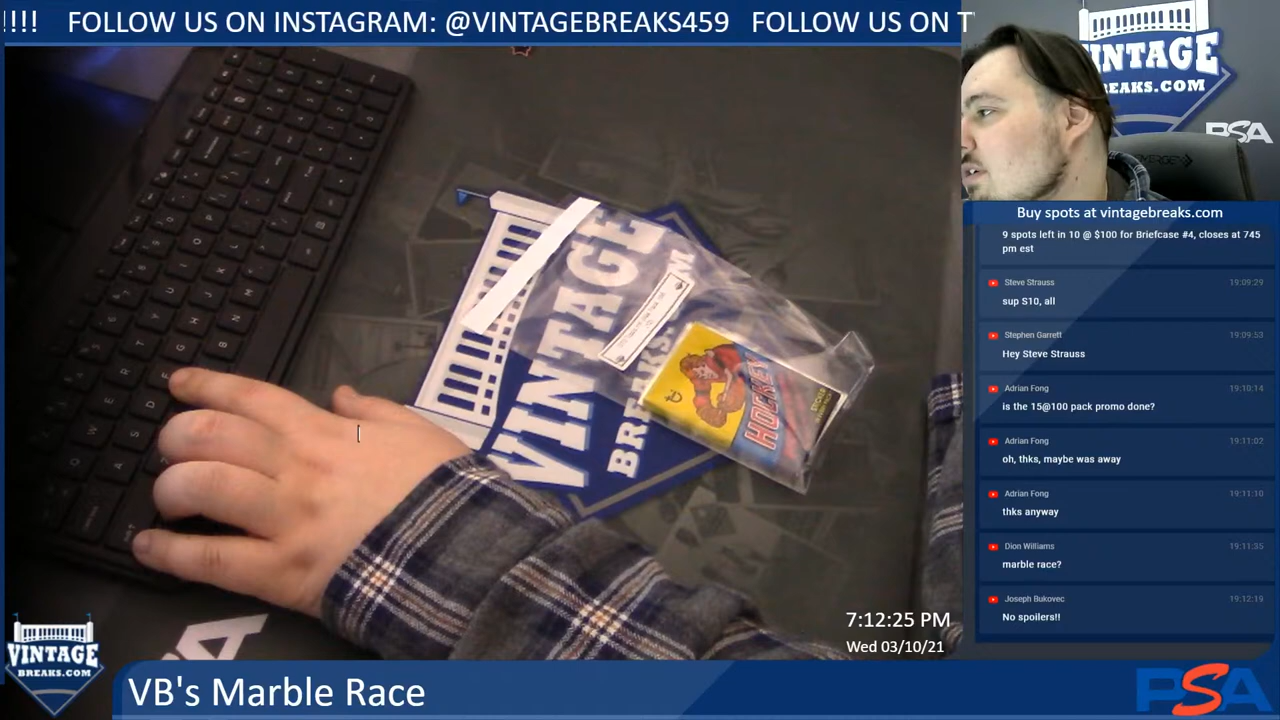 !!!! FOLLOW US ON INSTAGRAM: @VINTAGEBREAKS459 FOLLOW US ON T
VINTAGE
BREAKS.COM
PSA
Buy spots at vintagebreaks.com
9 spots left in 10 @ $100 for Briefcase #4, closes at 745
pm est
Steve Strauss 19:09:29
sup S10, all
Stephen Garrett 19:09:53
Hey Steve Strauss
Adrian Fong 19:10:14
is the 15@100 pack promo done?
Adrian Fong 19:11:02
oh, thks, maybe was away
Adrian Fong 19:11:10
thks anyway
Dion Williams 19:11:35
marble race?
Joseph Bukovec 19:12:19
No spoilers!!
VINTAGE
BREAKS
M
HOCKEY
7:12:25 PM
Wed 03/10/21
VINTAGE
BREAKS.COM
VB's Marble Race
PSA